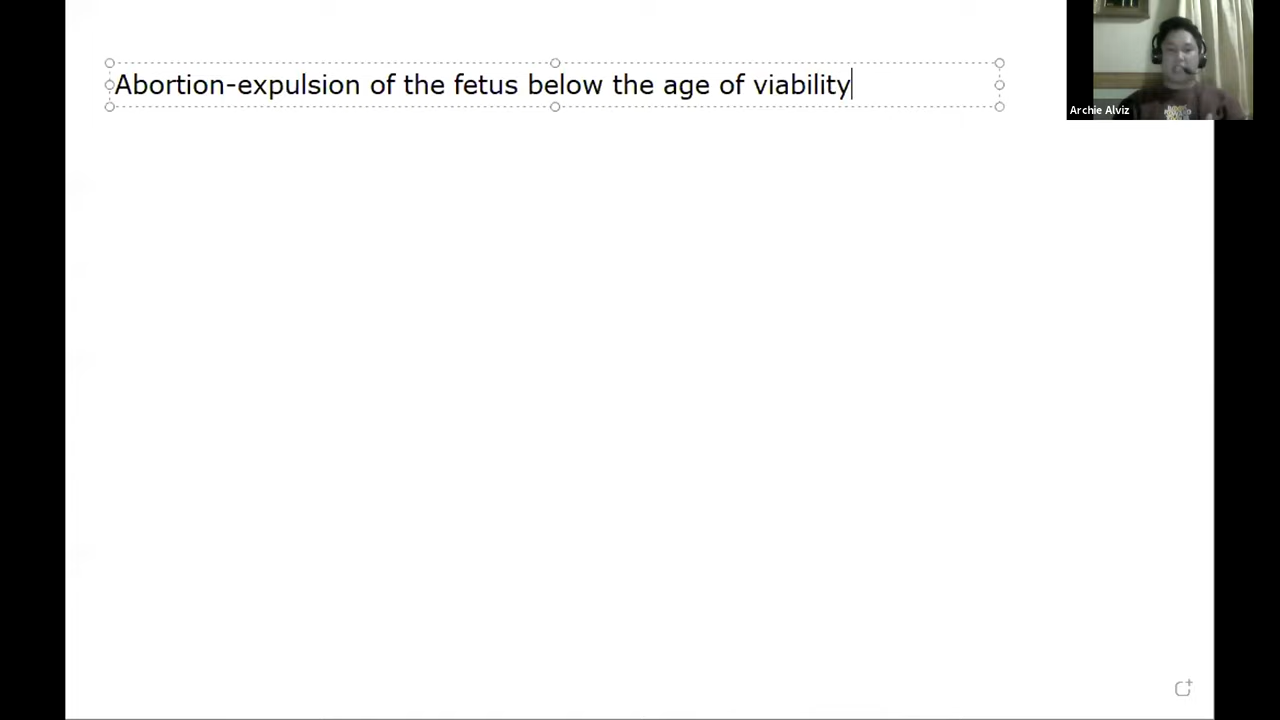 Abortion-expulsion of the fetus below the age of viability
Archie Alviz